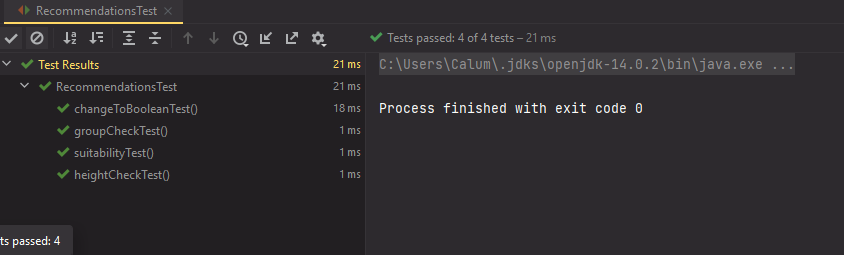 RecommendationsTest
Tests passed: 4 of 4 tests – 21 ms
Test Results 21 ms
RecommendationsTest 21 ms
changeToBooleanTest() 18 ms
groupCheckTest() 1 ms
suitabilityTest() 1 ms
heightCheckTest() 1 ms
C:\Users\Calum\.jdks\openjdk-14.0.2\bin\java.exe ...
Process finished with exit code 0
ts passed: 4